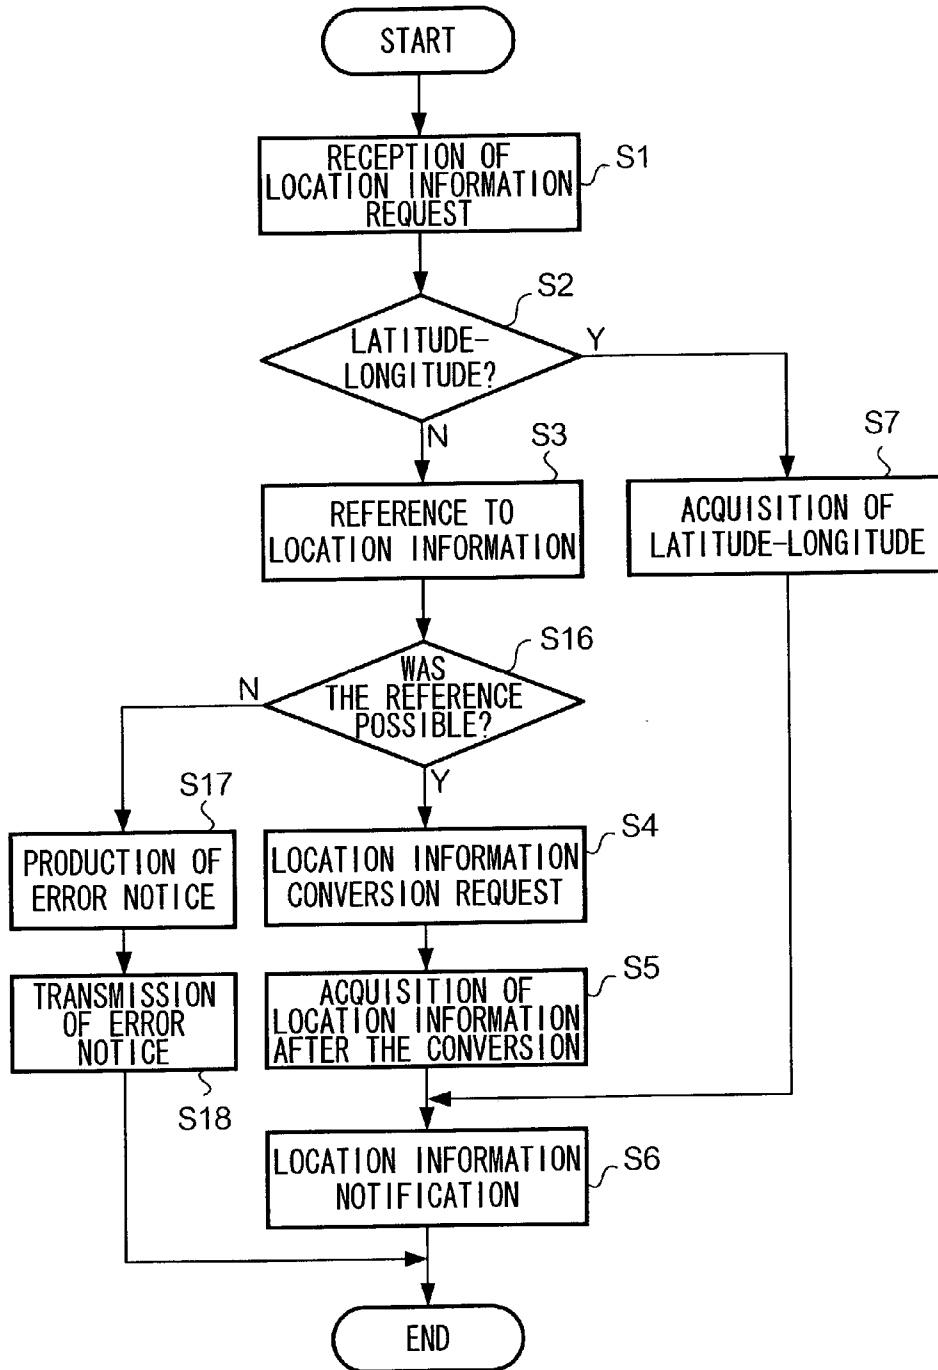 START
RECEPTION OF
LOCATION INFORMATION
REQUEST
S1
S2
LATITUDE-
LONGITUDE?
Y
N
S3
REFERENCE TO
LOCATION INFORMATION
S7
ACQUISITION OF
LATITUDE-LONGITUDE
S16
WAS
THE REFERENCE
POSSIBLE?
N
Y
S17
PRODUCTION OF
ERROR NOTICE
S4
LOCATION INFORMATION
CONVERSION REQUEST
TRANSMISSION
OF ERROR
NOTICE
S18
S5
ACQUISITION OF
LOCATION INFORMATION
AFTER THE CONVERSION
S6
LOCATION INFORMATION
NOTIFICATION
END